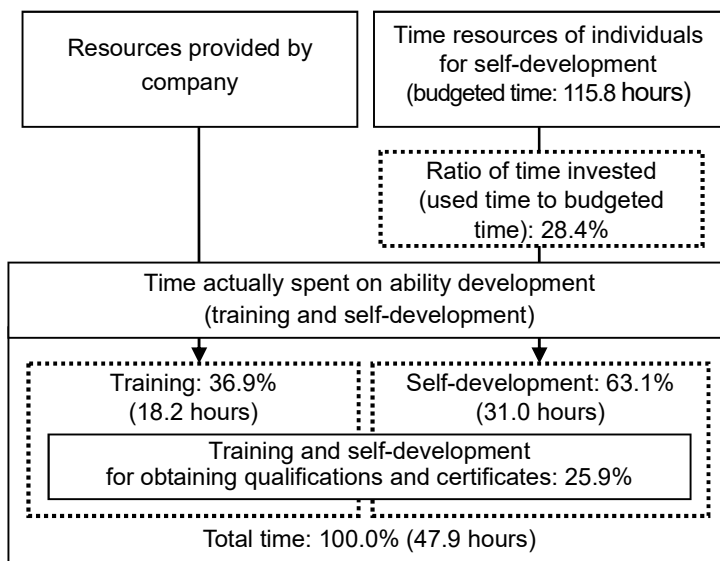 Resources provided by
company
Time resources of individuals
for self-development
(budgeted time: 115.8 hours)
Ratio of time invested
(used time to budgeted
time): 28.4%
Time actually spent on ability development
(training and self-development)
Training: 36.9%
(18.2 hours)
Self-development: 63.1%
(31.0 hours)
Training and self-development
for obtaining qualifications and certificates: 25.9%
Total time: 100.0% (47.9 hours)